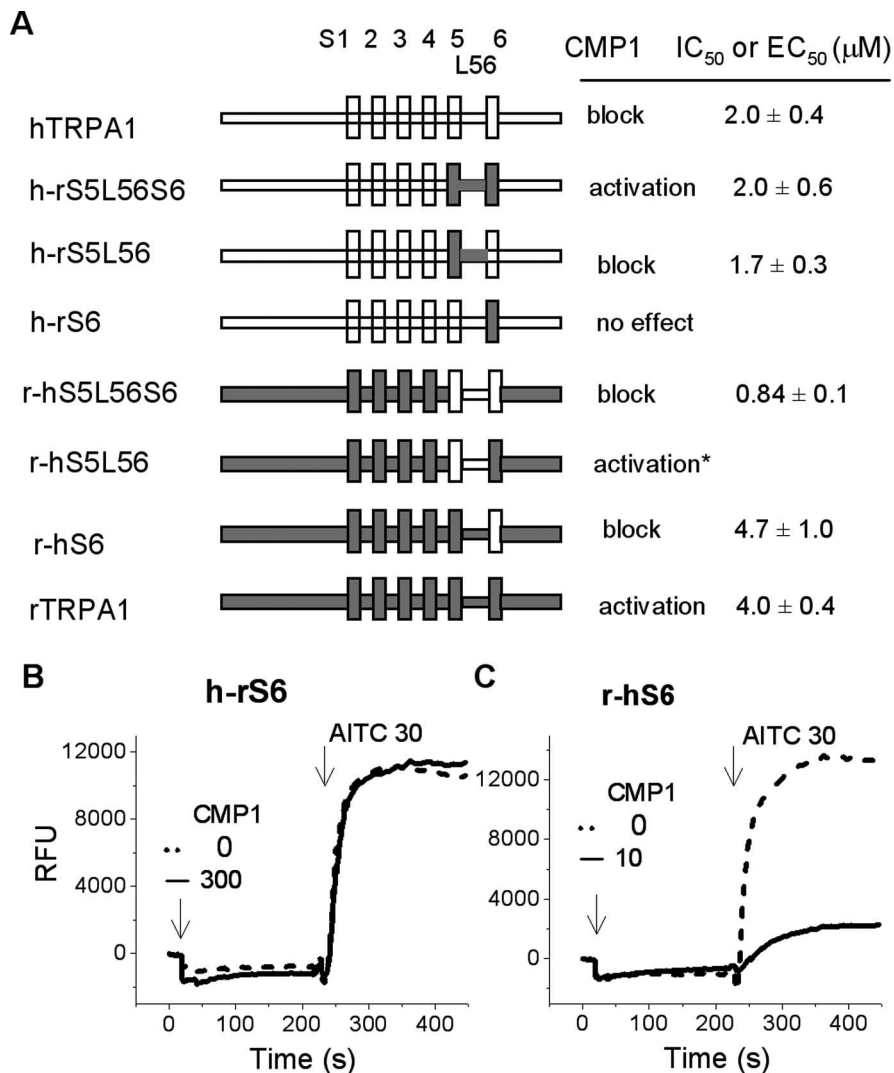 A
S1 2 3 4 5 6 CMP1 IC50 or EC50 (μM)
L56
hTRPA1 block 2.0 ± 0.4
h-rS5L56S6 activation 2.0 ± 0.6
h-rS5L56 block 1.7 ± 0.3
h-rS6 no effect
r-hS5L56S6 block 0.84 ± 0.1
r-hS5L56 activation*
r-hS6 block 4.7 ± 1.0
rTRPA1 activation 4.0 ± 0.4
B
h-rS6
AITC 30
CMP1
0
300
RFU
12000
8000
4000
0
0 100 200 300 400
Time (s)
C
r-hS6
AITC 30
CMP1
0
10
12000
8000
4000
0
0 100 200 300 400
Time (s)